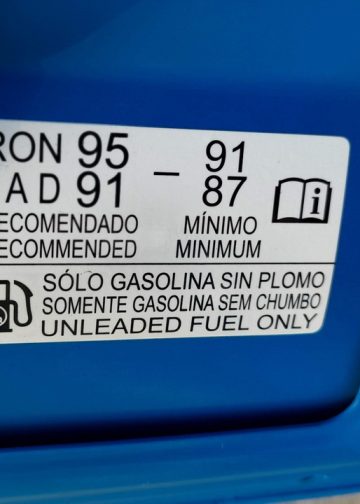 RON 95 – 91
A D 91 87
ECOMENDADO MÍNIMO
ECOMMENDED MINIMUM
i
SÓLO GASOLINA SIN PLOMO
SOMENTE GASOLINA SEM CHUMBO
UNLEADED FUEL ONLY